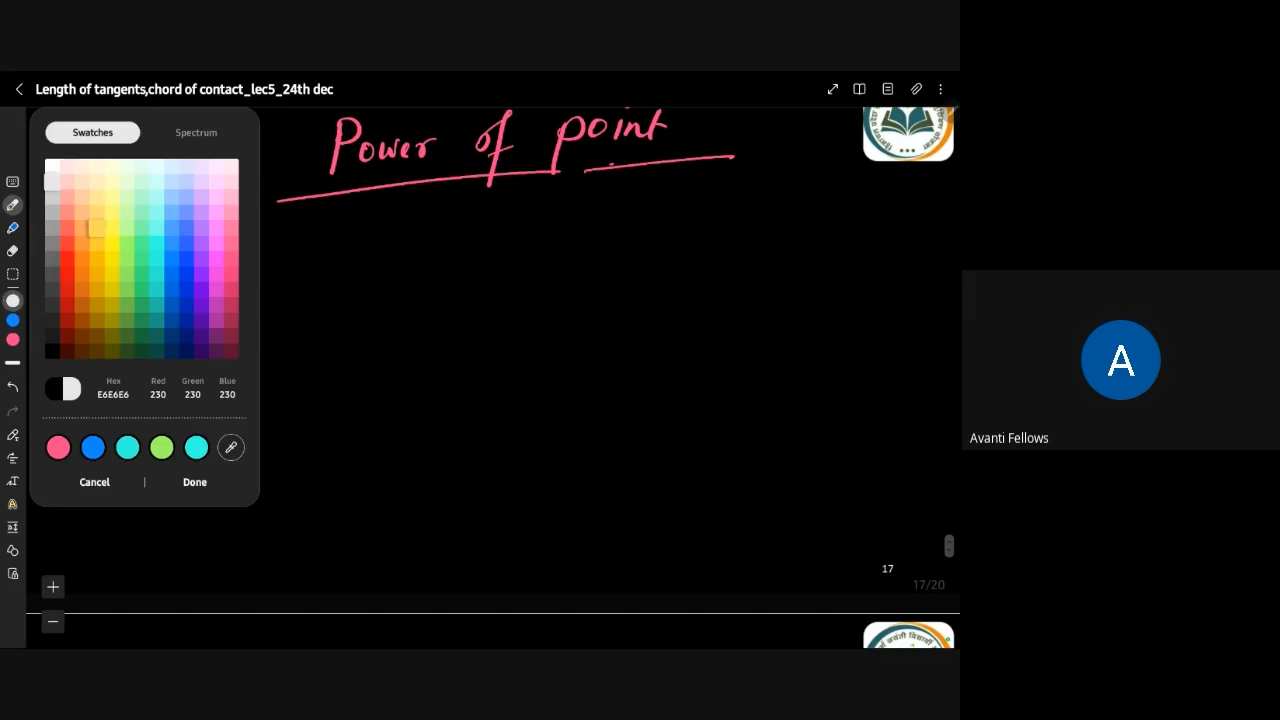 Length of tangents,chord of contact_lec5_24th dec
Swatches
Spectrum
Power of point
Hex
Red
Green
Blue
E6E6E6
230
230
230
Cancel
Done
17
17/20
A
Avanti Fellows